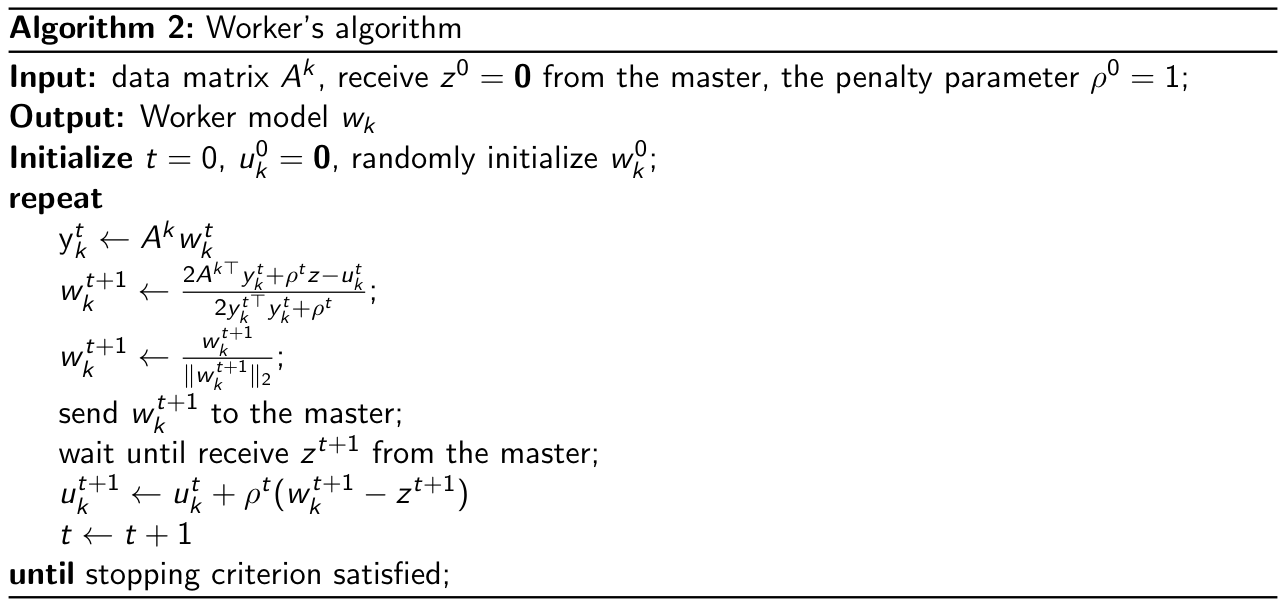 Algorithm 2: Worker's algorithm
Input: data matrix $A^k$, receive $z^0 = \mathbf{0}$ from the master, the penalty parameter $\rho^0 = 1$;
Output: Worker model $w_k$
Initialize $t = 0$, $u_k^0 = \mathbf{0}$, randomly initialize $w_k^0$;
repeat
$\mathrm{y}_k^t \leftarrow A^k w_k^t$
$w_k^{t+1} \leftarrow \frac{2A^{k\top} y_k^t + \rho^t z - u_k^t}{2y_k^{t\top} y_k^t + \rho^t}$;
$w_k^{t+1} \leftarrow \frac{w_k^{t+1}}{\|w_k^{t+1}\|_2}$;
send $w_k^{t+1}$ to the master;
wait until receive $z^{t+1}$ from the master;
$u_k^{t+1} \leftarrow u_k^t + \rho^t (w_k^{t+1} - z^{t+1})$
$t \leftarrow t + 1$
until stopping criterion satisfied;